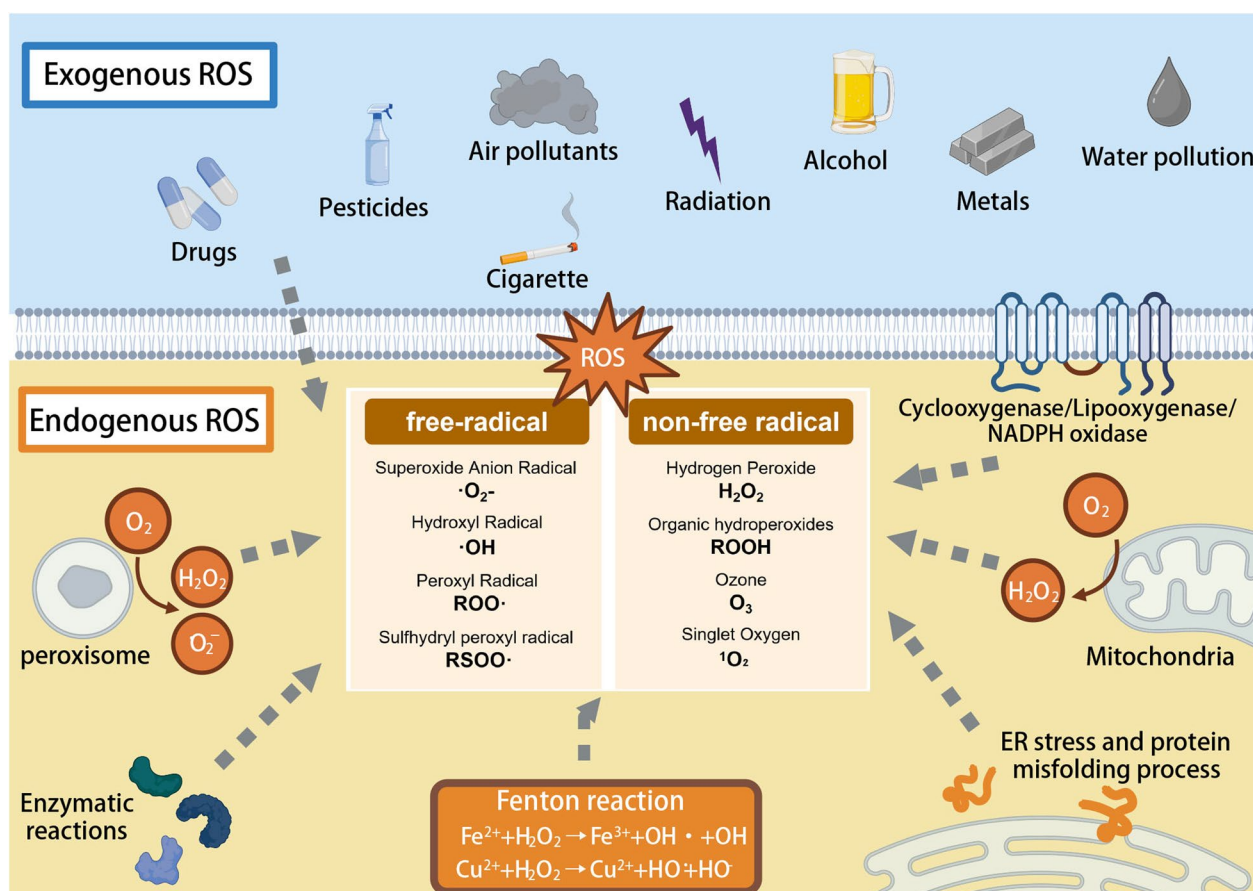 Exogenous ROS
Drugs
Pesticides
Air pollutants
Cigarette
Radiation
Alcohol
Metals
Water pollution
ROS
Endogenous ROS
Cyclooxygenase/Lipooxygenase/
NADPH oxidase
free-radical
Superoxide Anion Radical
·O₂-
Hydroxyl Radical
·OH
Peroxyl Radical
ROO·
Sulfhydryl peroxyl radical
RSOO·
non-free radical
Hydrogen Peroxide
H₂O₂
Organic hydroperoxides
ROOH
Ozone
O₃
Singlet Oxygen
¹O₂
O₂
H₂O₂
·O₂⁻
peroxisome
O₂
H₂O₂
Mitochondria
Enzymatic
reactions
Fenton reaction
Fe²⁺+H₂O₂→Fe³⁺+OH · +OH
Cu²⁺+H₂O₂→Cu²⁺+HO·+HO⁻
ER stress and protein
misfolding process